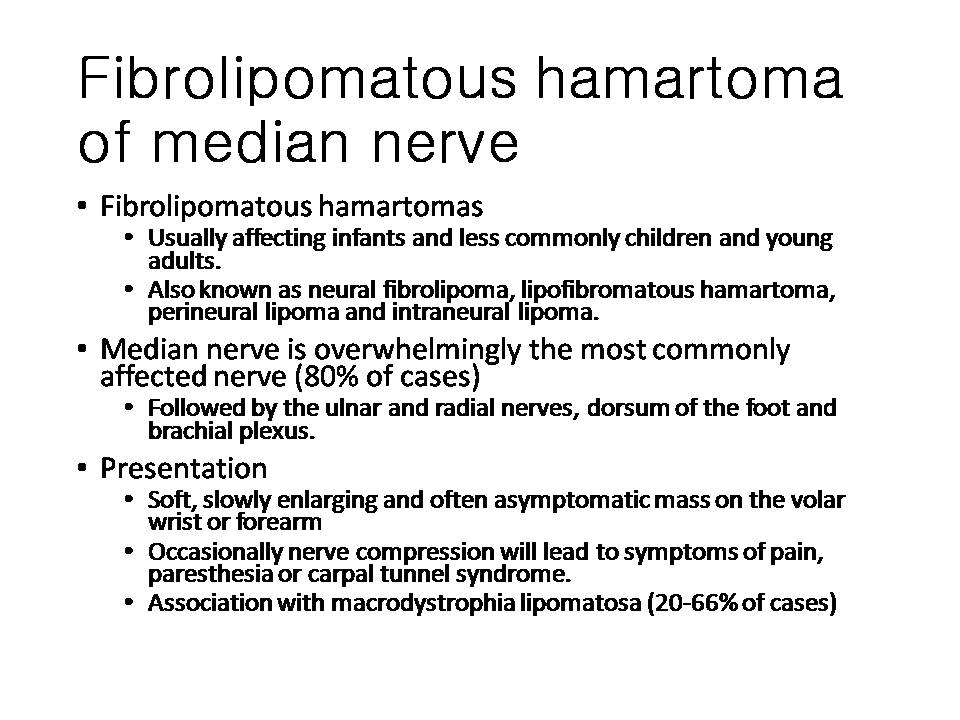 Fibrolipomatous hamartoma
of median nerve
• Fibrolipomatous hamartomas
• Usually affecting infants and less commonly children and young
adults.
• Also known as neural fibrolipoma, lipofibromatous hamartoma,
perineural lipoma and intraneural lipoma.
• Median nerve is overwhelmingly the most commonly
affected nerve (80% of cases)
• Followed by the ulnar and radial nerves, dorsum of the foot and
brachial plexus.
• Presentation
• Soft, slowly enlarging and often asymptomatic mass on the volar
wrist or forearm
• Occasionally nerve compression will lead to symptoms of pain,
paresthesia or carpal tunnel syndrome.
• Association with macrodystrophia lipomatosa (20-66% of cases)